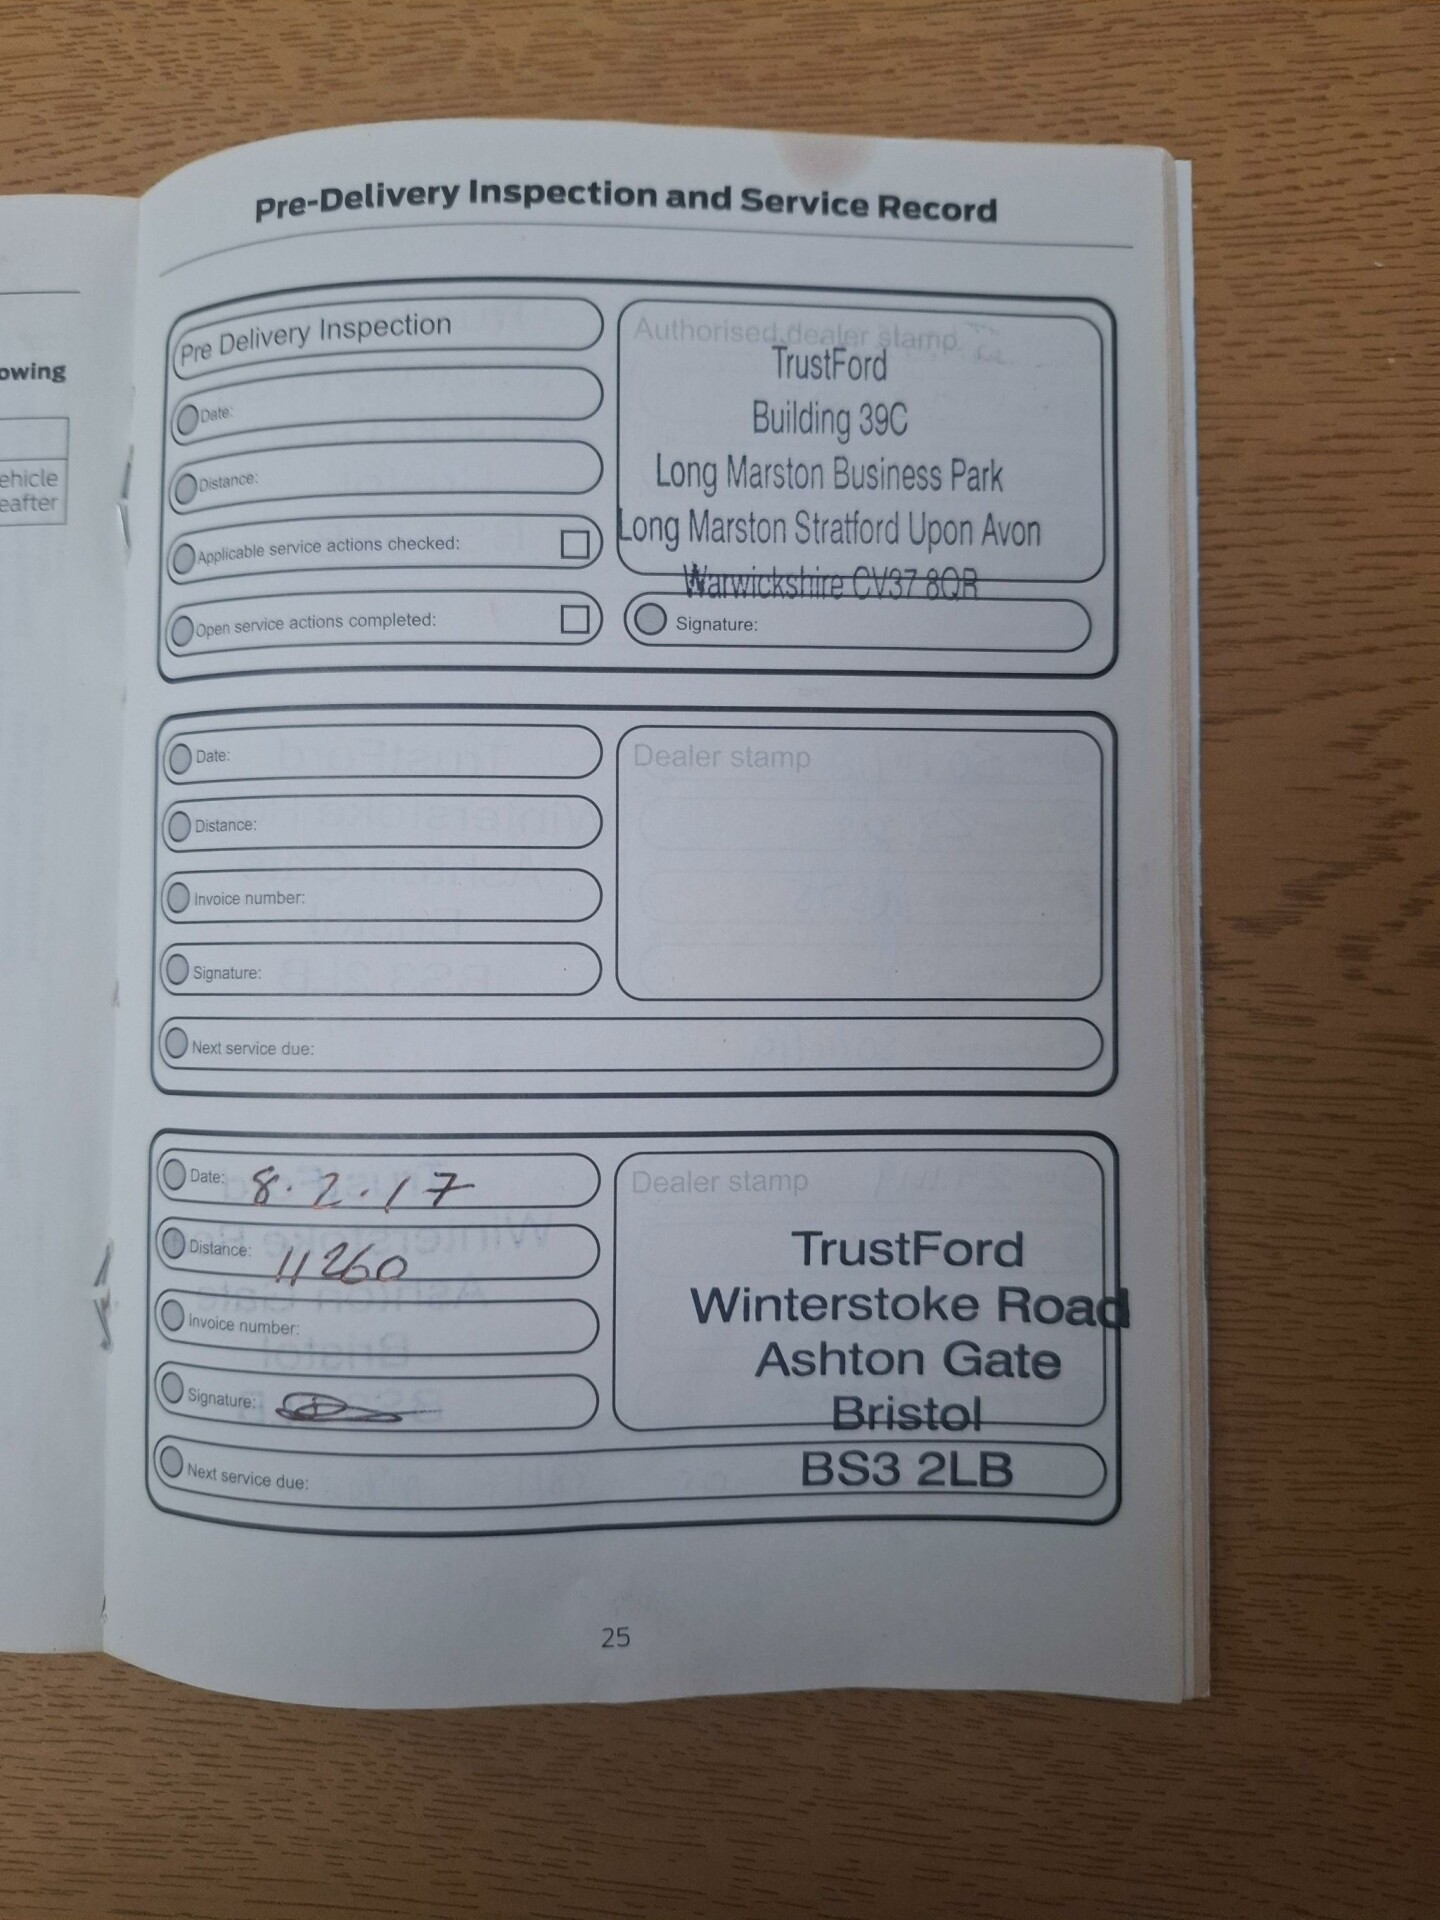 owing
ehicle
eafter
Pre-Delivery Inspection and Service Record
Pre Delivery Inspection
Date:
Distance:
Applicable service actions checked:
Open service actions completed:
Authorised dealer stamp
TrustFord
Building 39C
Long Marston Business Park
Long Marston Stratford Upon Avon
Warwickshire CV37 8QR
Signature:
Date:
Distance:
Invoice number:
Signature:
Dealer stamp
Next service due:
Date: 8.2.17
Distance: 11260
Invoice number:
Signature:
Dealer stamp
TrustFord
Winterstoke Road
Ashton Gate
Bristol
BS3 2LB
Next service due:
25